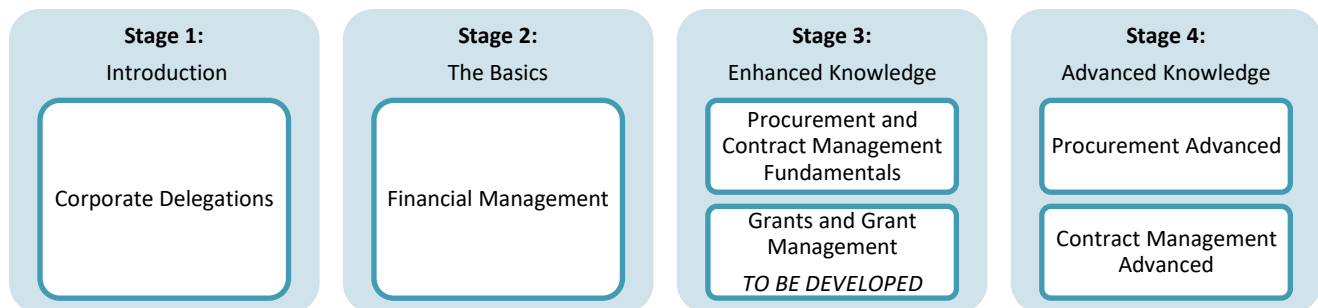 Stage 1:
Introduction
Corporate Delegations
Stage 2:
The Basics
Financial Management
Stage 3:
Enhanced Knowledge
Procurement and
Contract Management
Fundamentals
Grants and Grant
Management
TO BE DEVELOPED
Stage 4:
Advanced Knowledge
Procurement Advanced
Contract Management
Advanced